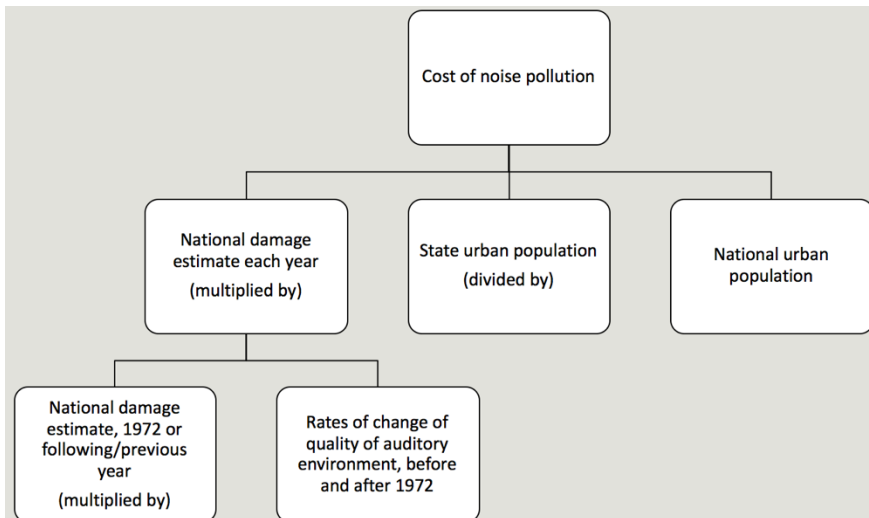 Cost of noise pollution
National damage
estimate each year
(multiplied by)
State urban population
(divided by)
National urban
population
National damage
estimate, 1972 or
following/previous
year
(multiplied by)
Rates of change of
quality of auditory
environment, before
and after 1972